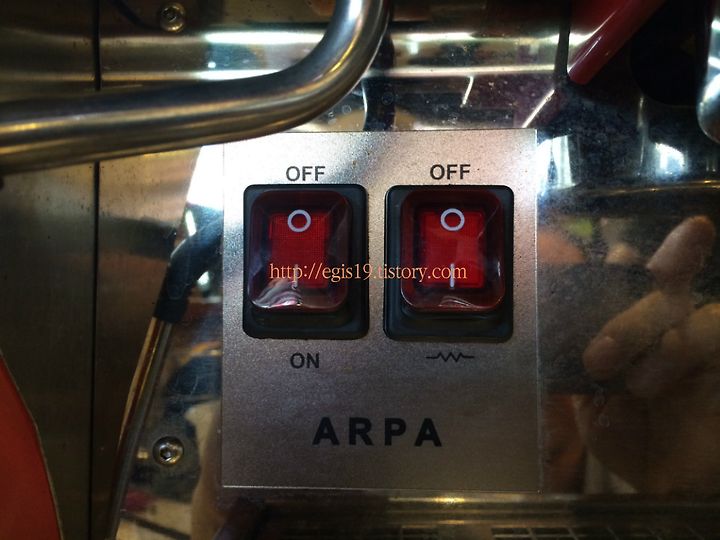 OFF OFF
http://egis19.tistory.com
ON
ARPA